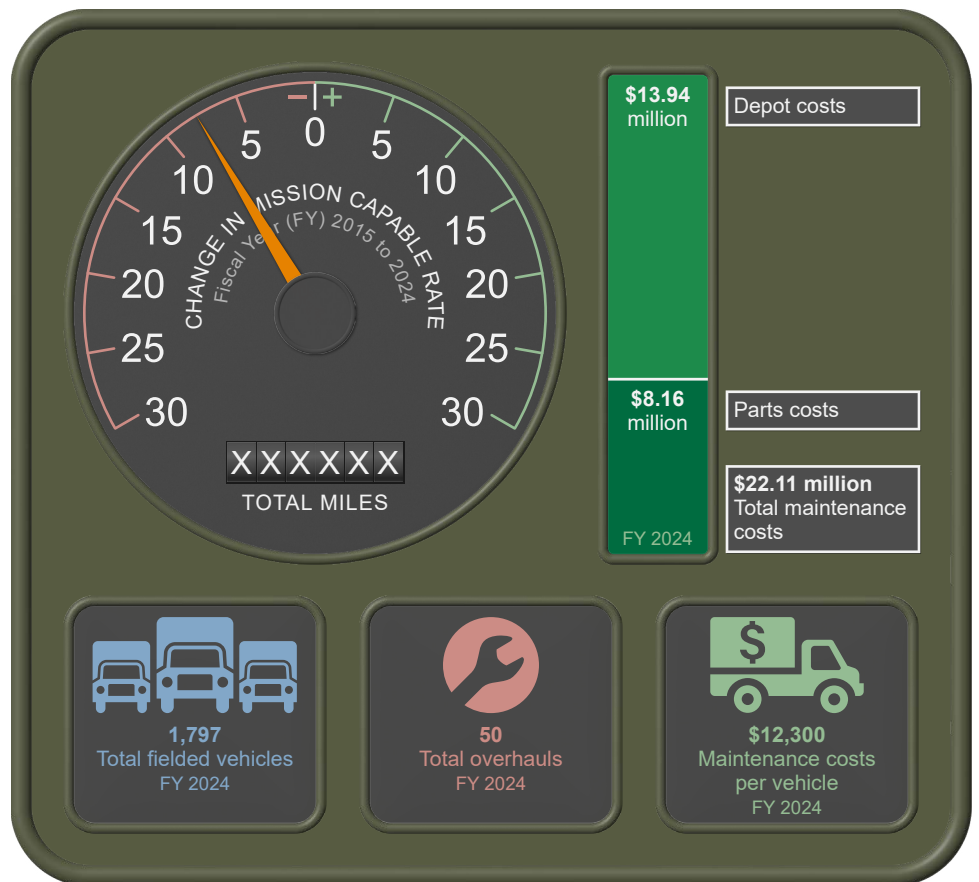 − +
0
5
5
10
10
15
15
20
20
25
25
30
30
CHANGE IN MISSION CAPABLE RATE
Fiscal Year (FY) 2015 to 2024
XXXXXX
TOTAL MILES
$13.94
million
Depot costs
$8.16
million
Parts costs
$22.11 million
Total maintenance
costs
FY 2024
1,797
Total fielded vehicles
FY 2024
50
Total overhauls
FY 2024
$
$12,300
Maintenance costs
per vehicle
FY 2024